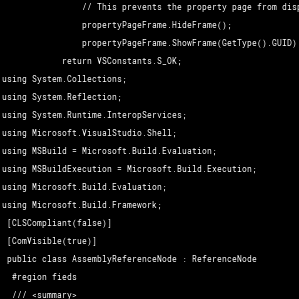 // This prevents the property page from
propertyPageFrame.HideFrame();
propertyPageFrame.ShowFrame(GetType().GUID)
return VSConstants.S_OK;
using System.Collections;
using System.Reflection;
using System.Runtime.InteropServices;
using Microsoft.VisualStudio.Shell;
using MSBuild = Microsoft.Build.Evaluation;
using MSBuildExecution = Microsoft.Build.Execution;
using Microsoft.Build.Evaluation;
using Microsoft.Build.Framework;
[CLSCompliant(false)]
[ComVisible(true)]
public class AssemblyReferenceNode : ReferenceNode
#region fieds
/// <summary>